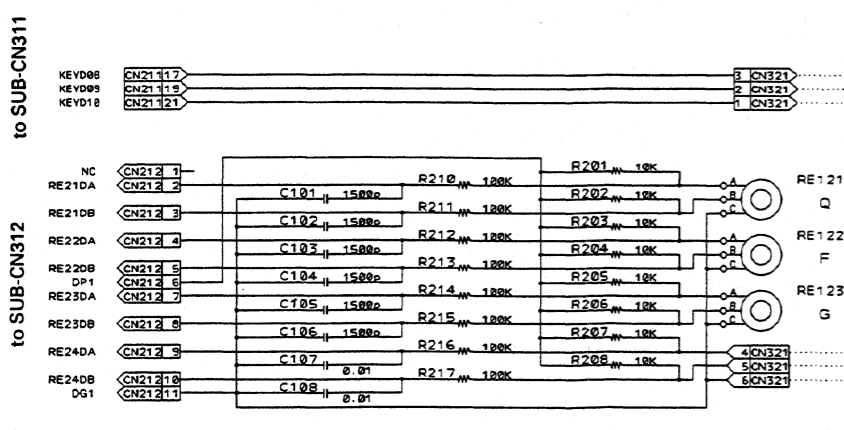 to SUB-CN311
KEYD08 CN211 17 3 CN321
KEYD09 CN211 19 2 CN321
KEYD10 CN211 21 1 CN321
to SUB-CN312
NC CN212 1 R201 10K
RE21DA CN212 2 R210 100K A RE121
C101 1500p R202 10K B
RE21DB CN212 3 R211 100K C Q
C102 1500p R203 10K
RE22DA CN212 4 R212 100K A RE122
C103 1500p R204 10K B
RE22DB CN212 5 R213 100K C F
DP1 CN212 6
C104 1500p R205 10K
RE23DA CN212 7 R214 100K A RE123
C105 1500p R206 10K B
RE23DB CN212 8 R215 100K C G
C106 1500p R207 10K
RE24DA CN212 9 R216 100K 4 CN321
C107 0.01 R208 10K 5 CN321
RE24DB CN212 10 R217 100K 6 CN321
DG1 CN212 11 C108 0.01